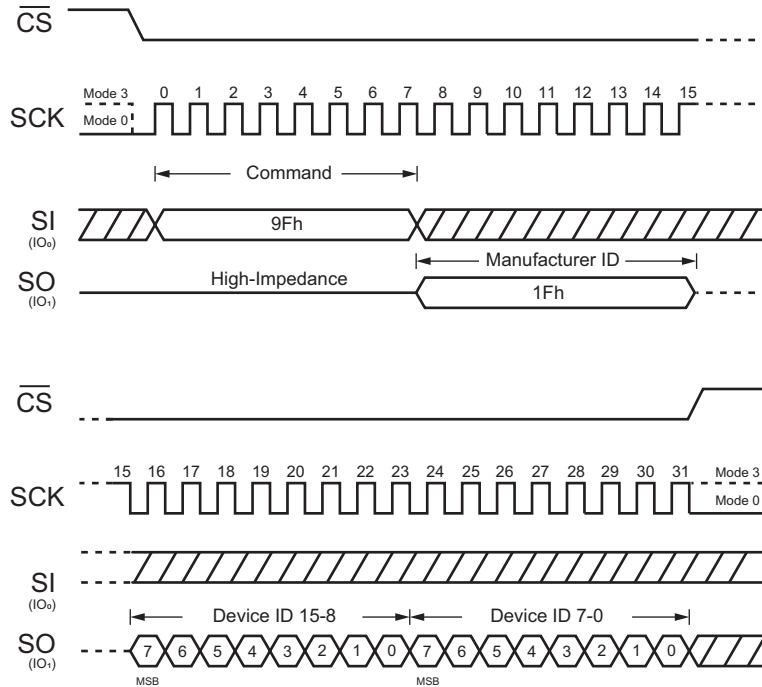 CS
Mode 3
0 1 2 3 4 5 6 7 8 9 10 11 12 13 14 15
SCK
Mode 0
Command
SI
9Fh
(IO₀)
Manufacturer ID
SO
High-Impedance
(IO₁)
1Fh
CS
15 16 17 18 19 20 21 22 23 24 25 26 27 28 29 30 31
Mode 3
SCK
Mode 0
SI
(IO₀)
Device ID 15-8 Device ID 7-0
SO
(IO₁)
7 6 5 4 3 2 1 0 7 6 5 4 3 2 1 0
MSB MSB